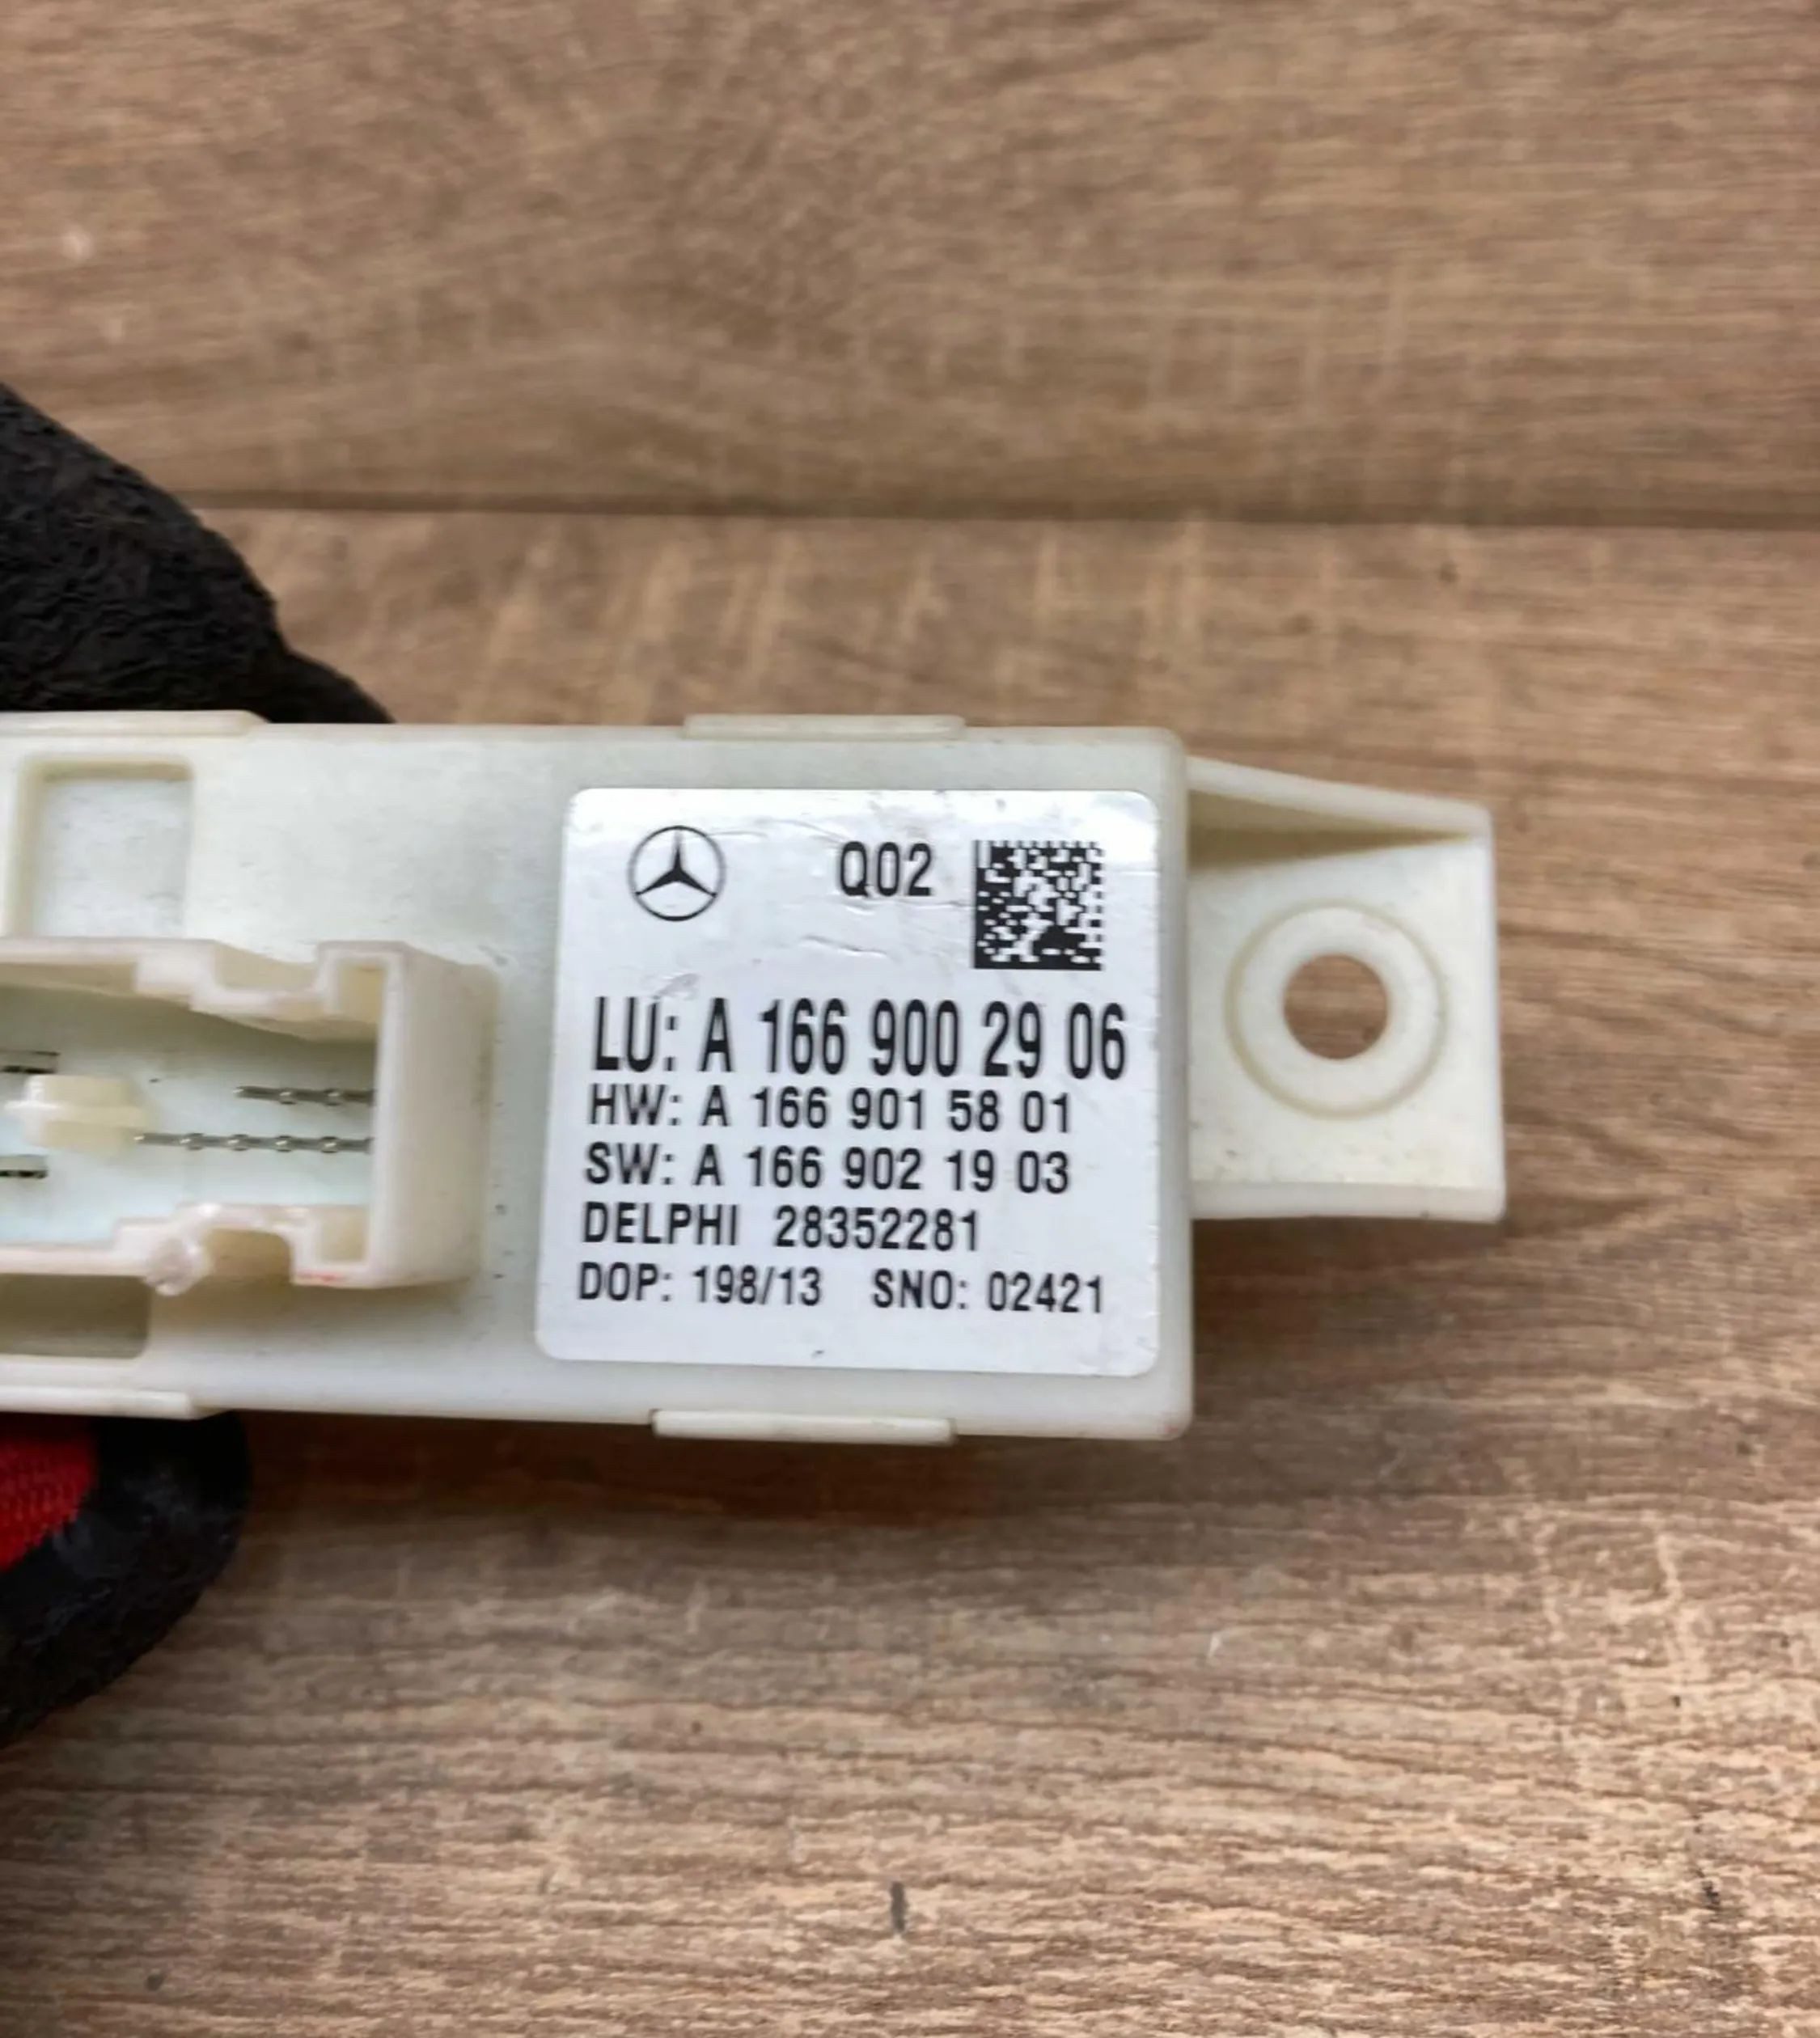 Q02
LU: A 166 900 29 06
HW: A 166 901 58 01
SW: A 166 902 19 03
DELPHI 28352281
DOP: 198/13 SNO: 02421